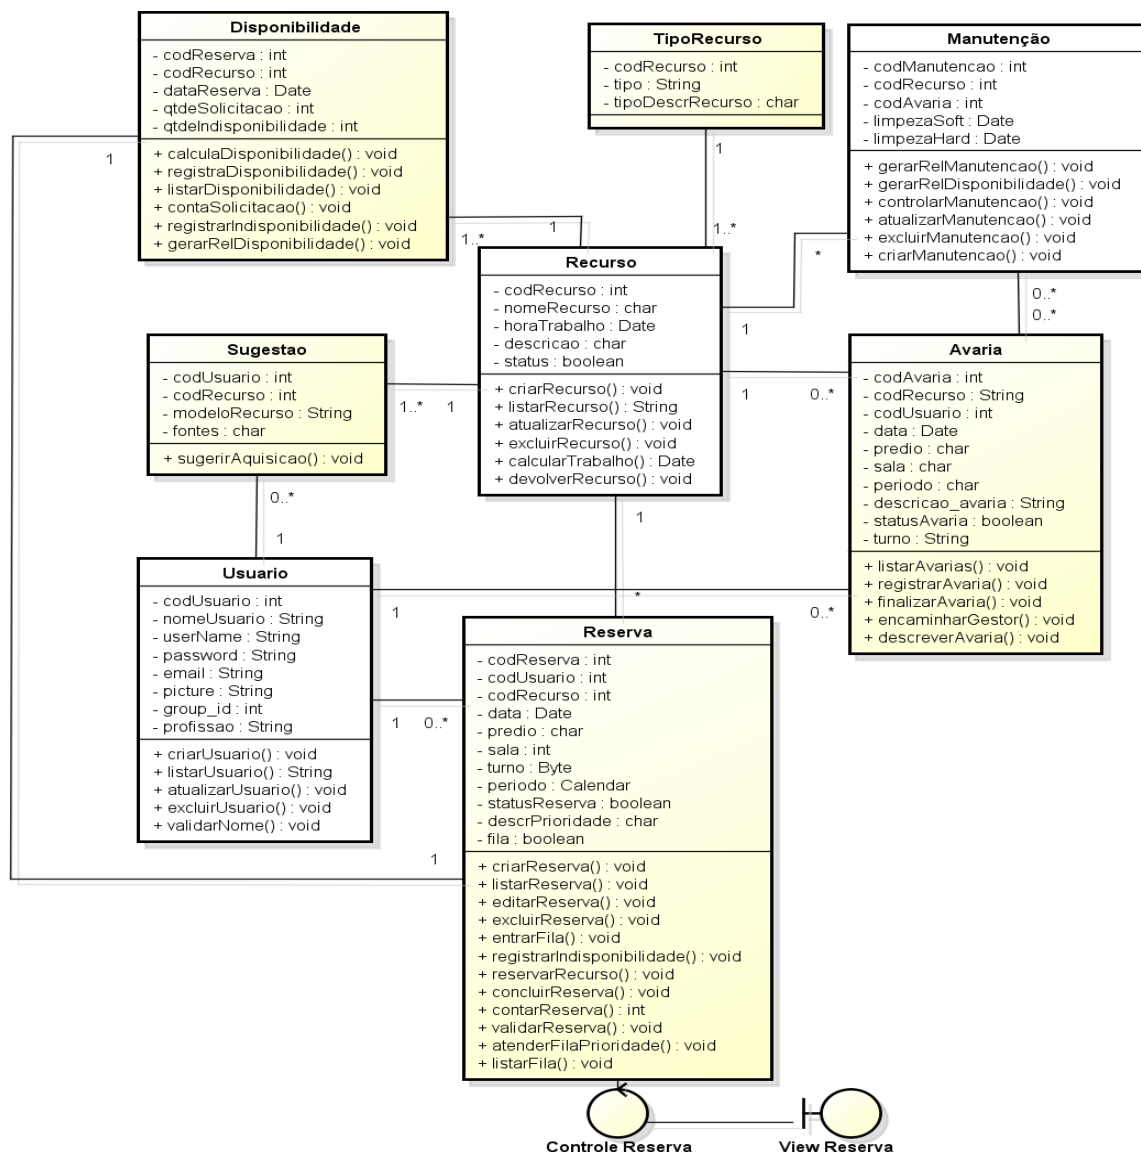 Disponibilidade
- codReserva : int
- codRecurso : int
- dataReserva : Date
- qtdeSolicitacao : int
- qtdeIndisponibilidade : int
+ calculaDisponibilidade() : void
+ registraDisponibilidade() : void
+ listarDisponibilidade() : void
+ contaSolicitacao() : void
+ registrarIndisponibilidade() : void
+ gerarRelDisponibilidade() : void
TipoRecurso
- codRecurso : int
- tipo : String
- tipoDescrRecurso : char
Manutenção
- codManutencao : int
- codRecurso : int
- codAvaria : int
- limpezaSoft : Date
- limpezaHard : Date
+ gerarRelManutencao() : void
+ gerarRelDisponibilidade() : void
+ controlarManutencao() : void
+ atualizarManutencao() : void
+ excluirManutencao() : void
+ criarManutencao() : void
1
1
1..*
1
1..*
*
1
0..*
0..*
Recurso
- codRecurso : int
- nomeRecurso : char
- horaTrabalho : Date
- descricao : char
- status : boolean
+ criarRecurso() : void
+ listarRecurso() : String
+ atualizarRecurso() : void
+ excluirRecurso() : void
+ calcularTrabalho() : Date
+ devolverRecurso() : void
Sugestao
- codUsuario : int
- codRecurso : int
- modeloRecurso : String
- fontes : char
+ sugerirAquisicao() : void
1..*
1
1
0..*
Avaria
- codAvaria : int
- codRecurso : String
- codUsuario : int
- data : Date
- predio : char
- sala : char
- periodo : char
- descricao_avaria : String
- statusAvaria : boolean
- turno : String
+ listarAvarias() : void
+ registrarAvaria() : void
+ finalizarAvaria() : void
+ encaminharGestor() : void
+ descreverAvaria() : void
0..*
1
1
*
1
0..*
Usuario
- codUsuario : int
- nomeUsuario : String
- userName : String
- password : String
- email : String
- picture : String
- group_id : int
- profissao : String
+ criarUsuario() : void
+ listarUsuario() : String
+ atualizarUsuario() : void
+ excluirUsuario() : void
+ validarNome() : void
1
0..*
1
Reserva
- codReserva : int
- codUsuario : int
- codRecurso : int
- data : Date
- predio : char
- sala : int
- turno : Byte
- periodo : Calendar
- statusReserva : boolean
- descrPrioridade : char
- fila : boolean
+ criarReserva() : void
+ listarReserva() : void
+ editarReserva() : void
+ excluirReserva() : void
+ entrarFila() : void
+ registrarIndisponibilidade() : void
+ reservarRecurso() : void
+ concluirReserva() : void
+ contarReserva() : int
+ validarReserva() : void
+ atenderFilaPrioridade() : void
+ listarFila() : void
Controle Reserva
View Reserva